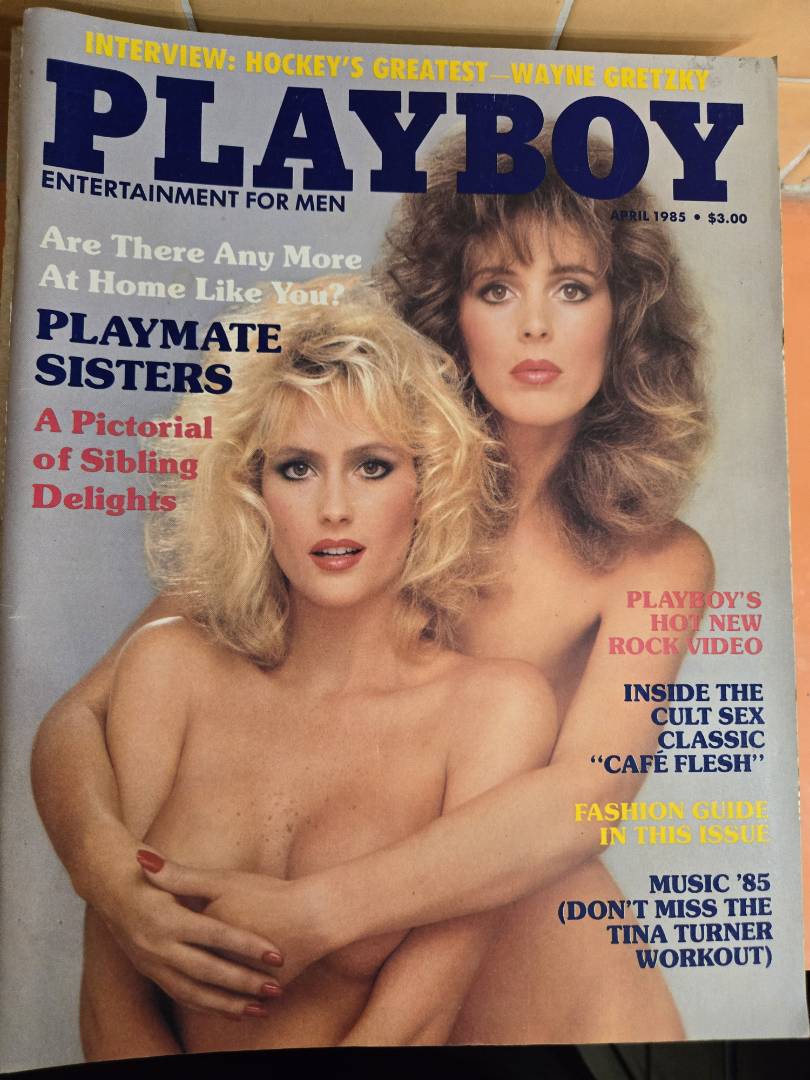 INTERVIEW: HOCKEY'S GREATEST—WAYNE GRETZKY
PLAYBOY
ENTERTAINMENT FOR MEN
APRIL 1985 • $3.00
Are There Any More
At Home Like You?
PLAYMATE
SISTERS
A Pictorial
of Sibling
Delights
PLAYBOY'S
HOT NEW
ROCK VIDEO
INSIDE THE
CULT SEX
CLASSIC
“CAFÉ FLESH”
FASHION GUIDE
IN THIS ISSUE
MUSIC '85
(DON'T MISS THE
TINA TURNER
WORKOUT)